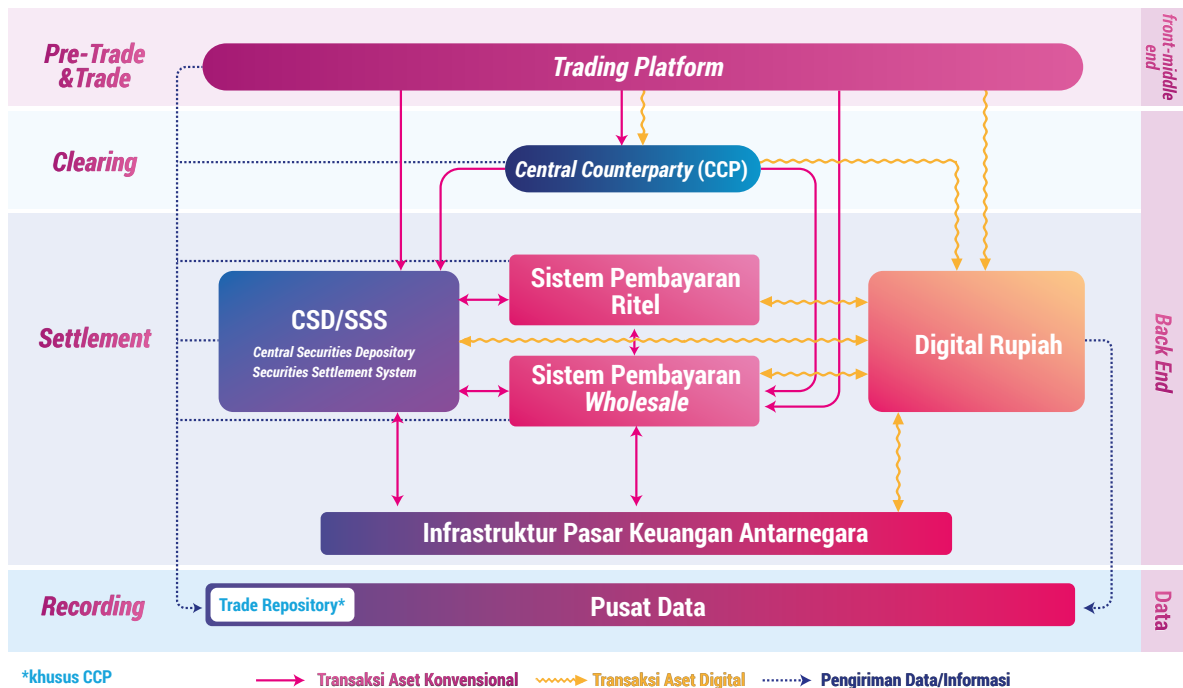 Pre-Trade
&Trade
Trading Platform
front-middle
end
Clearing
Central Counterparty (CCP)
Settlement
CSD/SSS
Central Securities Depository
Securities Settlement System
Sistem Pembayaran
Ritel
Sistem Pembayaran
Wholesale
Digital Rupiah
Back End
Infrastruktur Pasar Keuangan Antarnegara
Recording
Trade Repository*
Pusat Data
Data
*khusus CCP
Transaksi Aset Konvensional
Transaksi Aset Digital
Pengiriman Data/Informasi